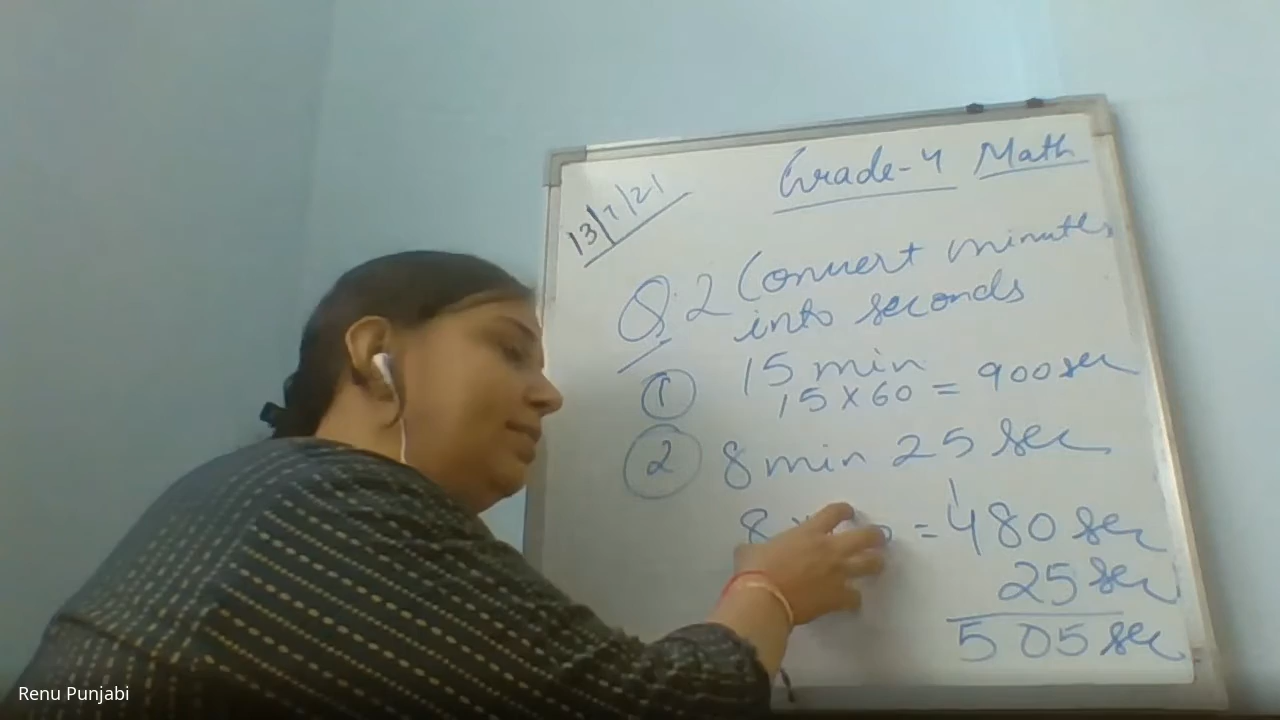 Grade-4 Math
13/7/21
Q.2 Convert minutes
into seconds
1 15 min
15×60 = 900 sec
2 8 min 25 sec
1
8 = 480 sec
25 sec
505 sec
Renu Punjabi